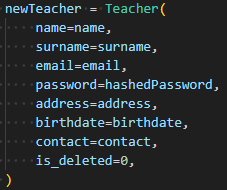 newTeacher = Teacher(
    name=name,
    surname=surname,
    email=email,
    password=hashedPassword,
    address=address,
    birthdate=birthdate,
    contact=contact,
    is_deleted=0,
)